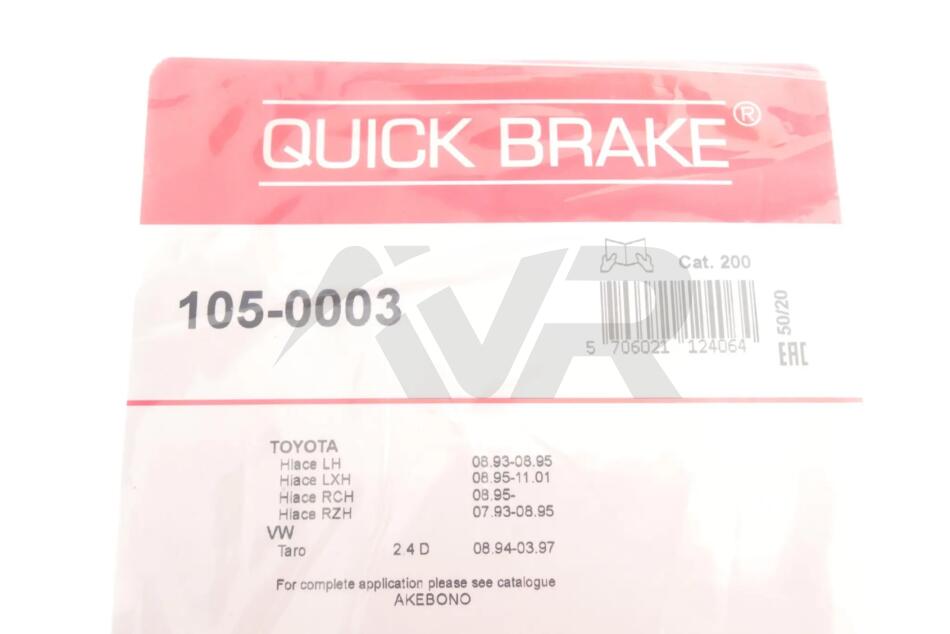 QUICK BRAKE®
Cat. 200
105-0003
5 706021 124064
50/20
EAC
TOYOTA
Hiace LH 08.93-08.95
Hiace LXH 08.95-11.01
Hiace RCH 08.95-
Hiace RZH 07.93-08.95
VW
Taro 2.4 D 08.94-03.97
For complete application please see catalogue
AKEBONO